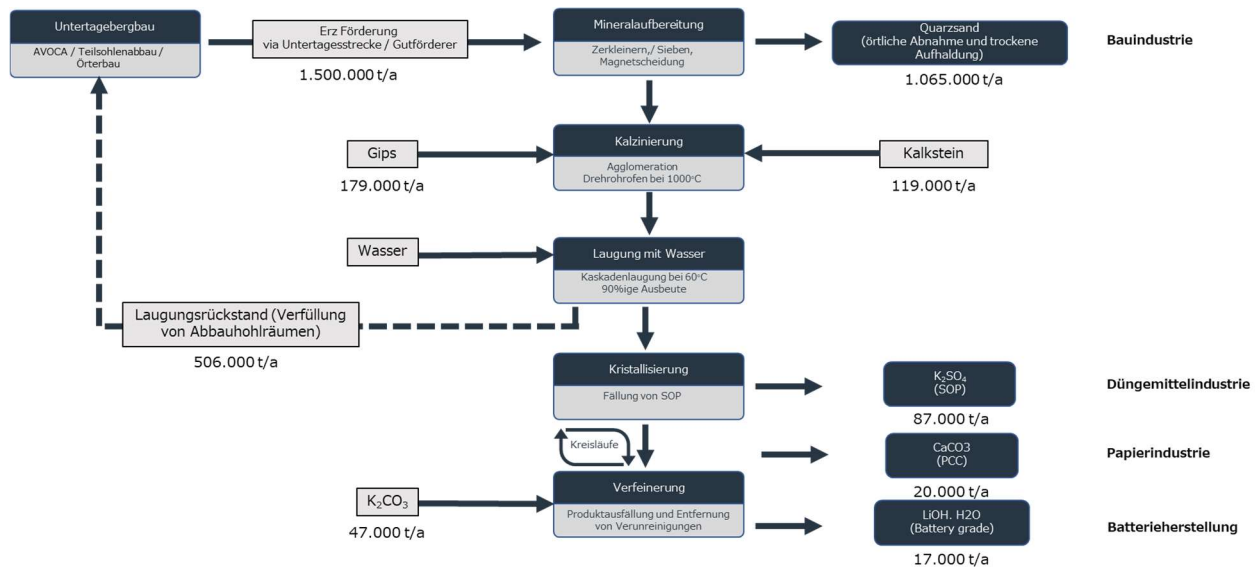 Untertagebergbau
AVOCA / Teilsohlenabbau /
Örterbau
Erz Förderung
via Untertagesstrecke / Gutförderer
1.500.000 t/a
Mineralaufbereitung
Zerkleinern,/ Sieben,
Magnetscheidung
Quarzsand
(örtliche Abnahme und trockene
Aufhaldung)
1.065.000 t/a
Bauindustrie
Gips
179.000 t/a
Kalzinierung
Agglomeration
Drehrohrofen bei 1000°C
Kalkstein
119.000 t/a
Wasser
Laugung mit Wasser
Kaskadenlaugung bei 60°C
90%ige Ausbeute
Laugungsrückstand (Verfüllung
von Abbauhohlräumen)
506.000 t/a
Kristallisierung
Fällung von SOP
K₂SO₄
(SOP)
87.000 t/a
Düngemittelindustrie
Kreisläufe
CaCO3
(PCC)
20.000 t/a
Papierindustrie
K₂CO₃
47.000 t/a
Verfeinerung
Produktausfällung und Entfernung
von Verunreinigungen
LiOH. H2O
(Battery grade)
17.000 t/a
Batterieherstellung